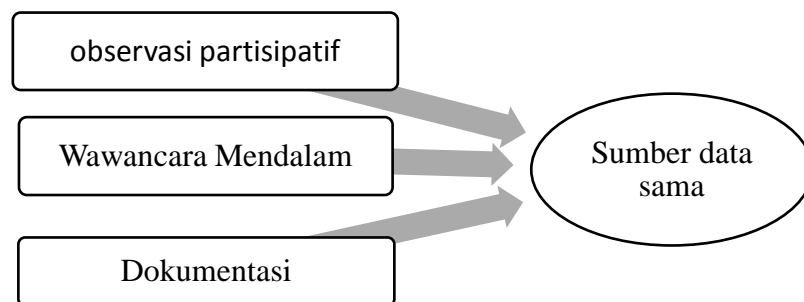 observasi partisipatif
Wawancara Mendalam
Dokumentasi
Sumber data
sama